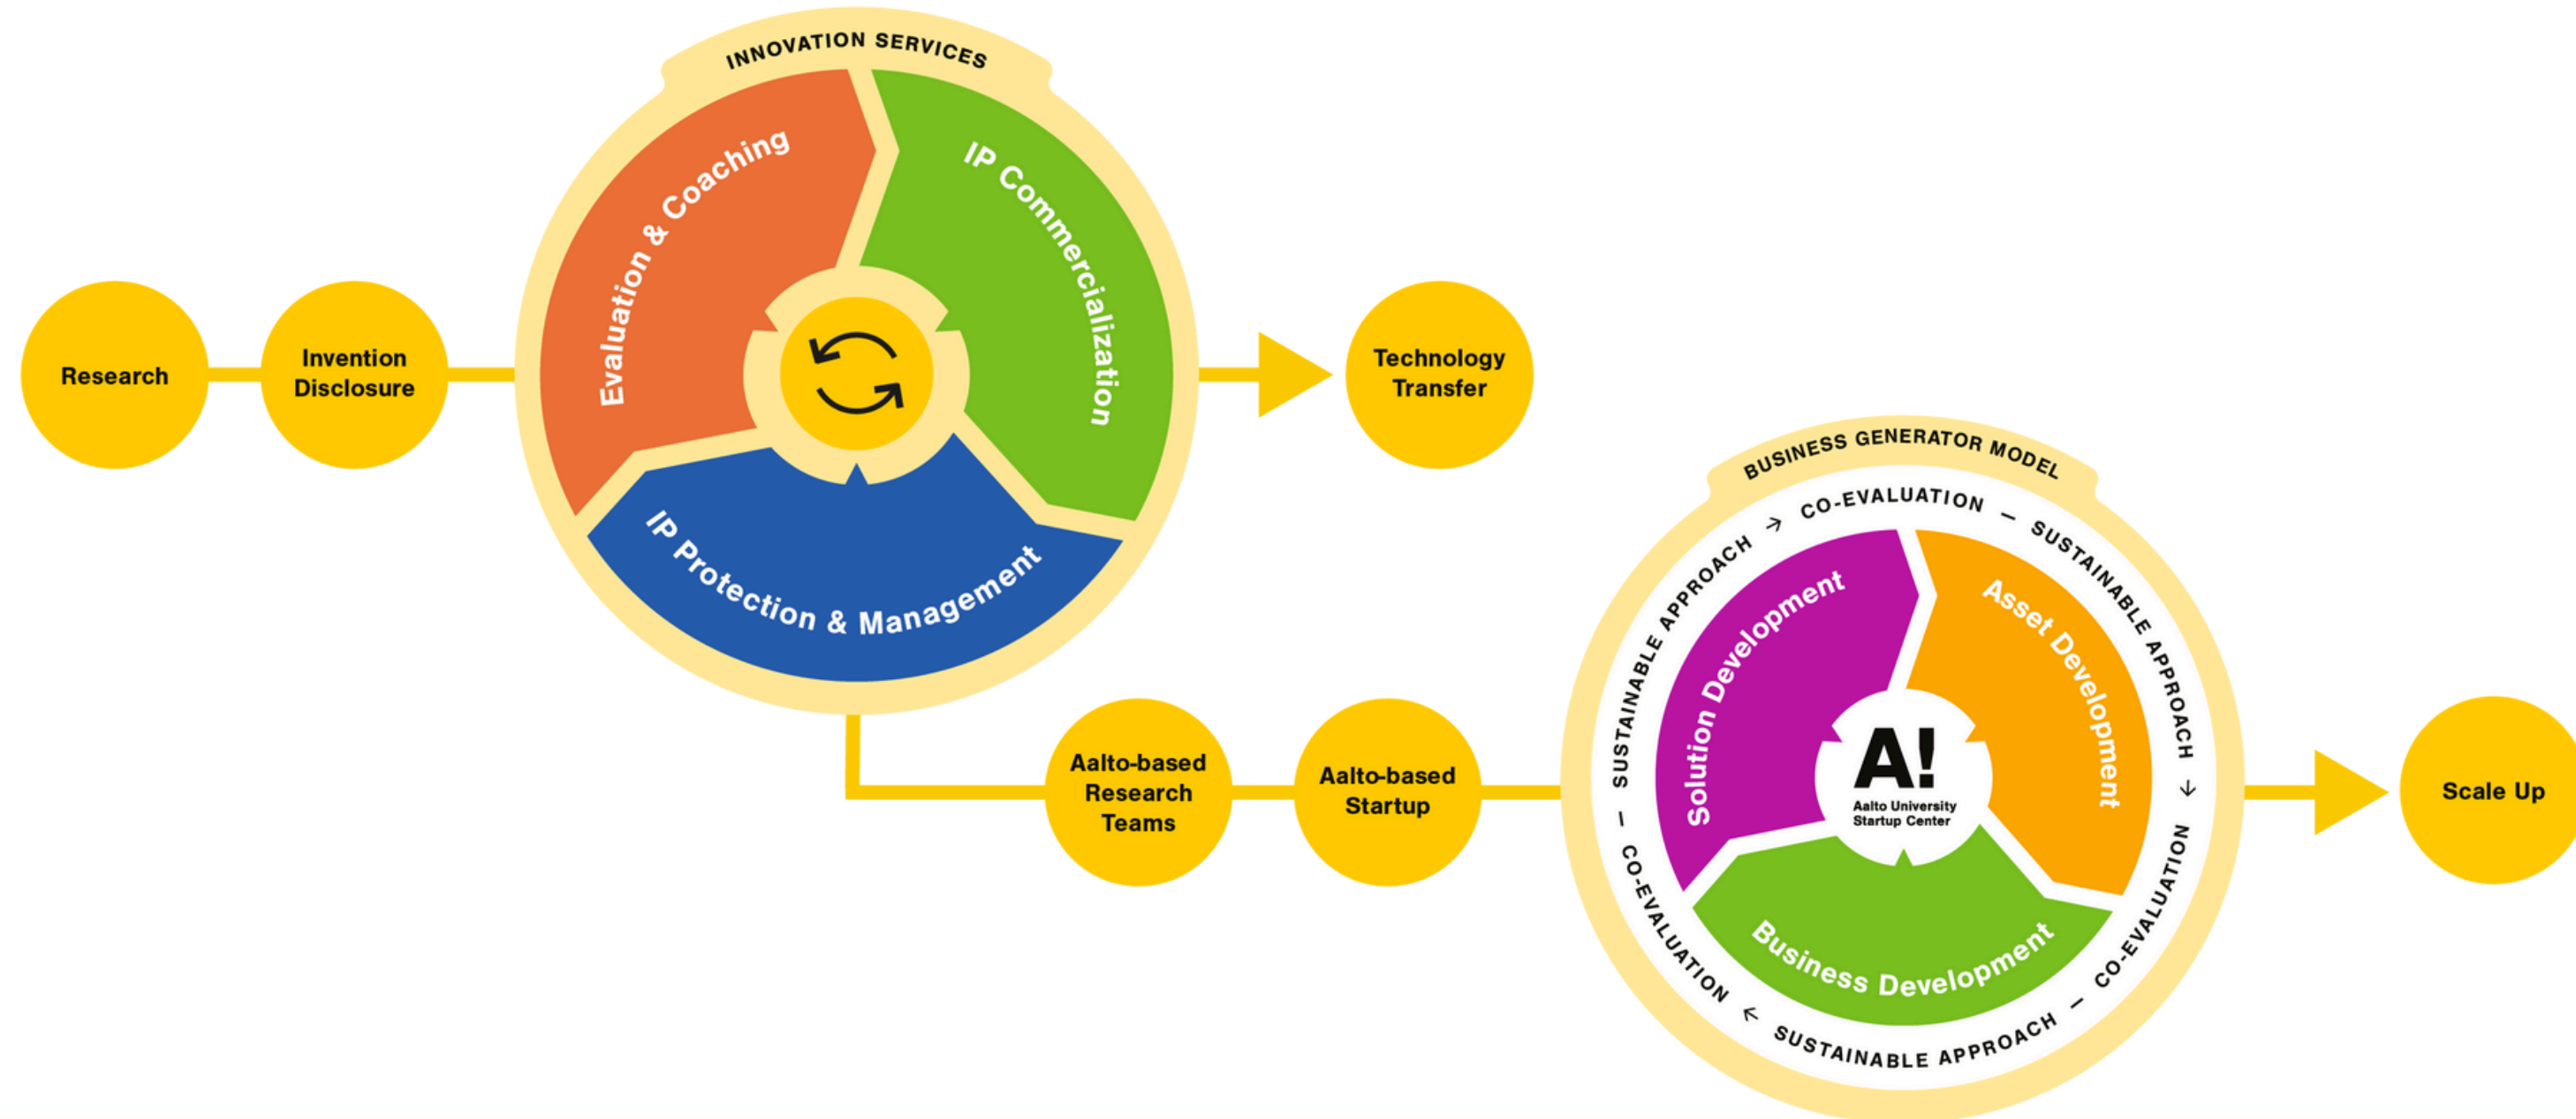 INNOVATION SERVICES
Evaluation & Coaching
IP Commercialization
IP Protection & Management
Research
Invention
Disclosure
Technology
Transfer
Aalto-based
Research
Teams
Aalto-based
Startup
BUSINESS GENERATOR MODEL
SUSTAINABLE APPROACH → CO-EVALUATION — SUSTAINABLE APPROACH → CO-EVALUATION — SUSTAINABLE APPROACH → CO-EVALUATION —
Solution Development
Asset Development
Business Development
A!
Aalto University
Startup Center
Scale Up